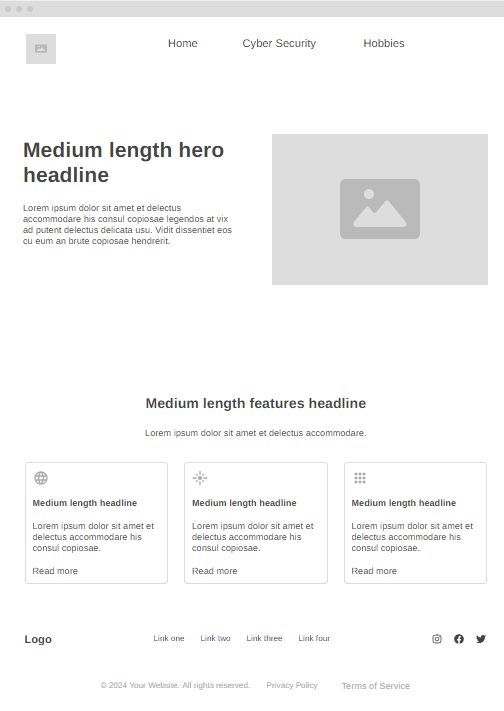 Home Cyber Security Hobbies
Medium length hero
headline
Lorem ipsum dolor sit amet et delectus
accommodare his consul copiosae legendos at vix
ad putent delectus delicata usu. Vidit dissentiet eos
cu eum an brute copiosae hendrerit.
Medium length features headline
Lorem ipsum dolor sit amet et delectus accommodare.
Medium length headline
Lorem ipsum dolor sit amet et
delectus accommodare his
consul copiosae.
Read more
Medium length headline
Lorem ipsum dolor sit amet et
delectus accommodare his
consul copiosae.
Read more
Medium length headline
Lorem ipsum dolor sit amet et
delectus accommodare his
consul copiosae.
Read more
Logo Link one Link two Link three Link four
© 2024 Your Website. All rights reserved. Privacy Policy Terms of Service